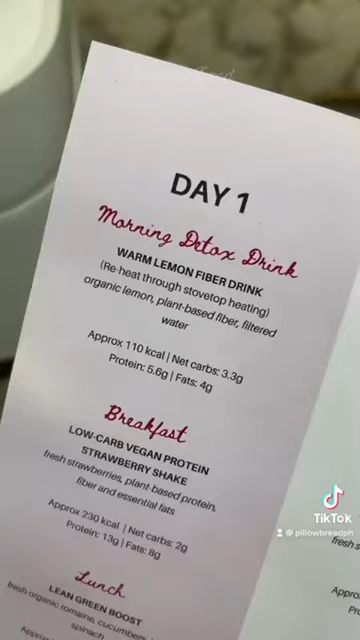 DAY 1
Morning Detox Drink
WARM LEMON FIBER DRINK
(Re-heat through stovetop heating)
organic lemon, plant-based fiber, filtered
water
Approx 110 kcal | Net carbs: 3.3g
Protein: 5.6g | Fats: 4g
Breakfast
LOW-CARB VEGAN PROTEIN
STRAWBERRY SHAKE
fresh strawberries, plant-based protein,
fiber and essential fats
Approx 230 kcal | Net carbs: 2g
Protein: 13g | Fats: 8g
Lunch
LEAN GREEN BOOST
fresh organic romaine, cucumbers,
spinach
TikTok
@pillowbreadph
fresh